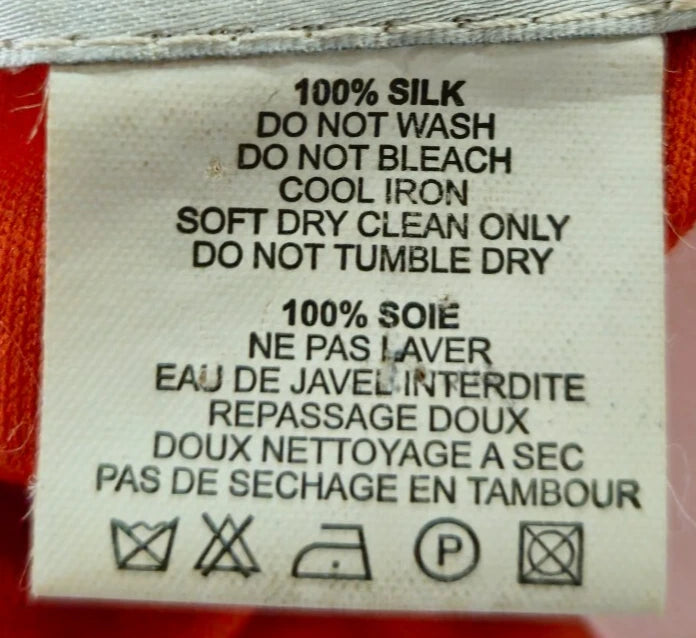 100% SILK
DO NOT WASH
DO NOT BLEACH
COOL IRON
SOFT DRY CLEAN ONLY
DO NOT TUMBLE DRY
100% SOIE
NE PAS LAVER
EAU DE JAVEL INTERDITE
REPASSAGE DOUX
DOUX NETTOYAGE A SEC
PAS DE SECHAGE EN TAMBOUR
P